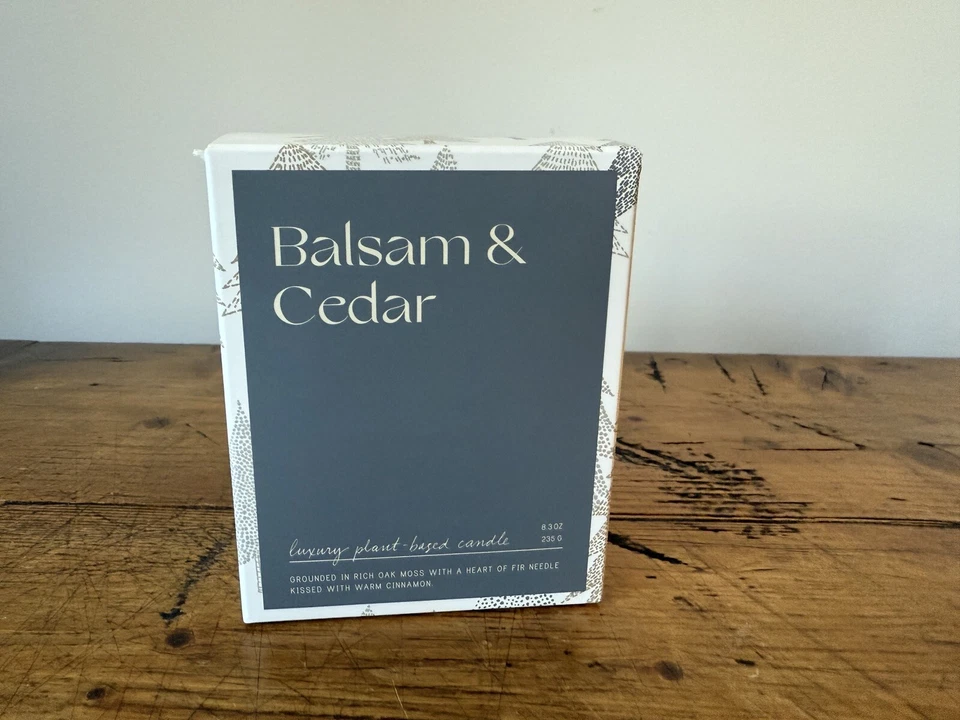 Balsam &
Cedar
8.3 OZ
luxury plant-based candle 235 G
GROUNDED IN RICH OAK MOSS WITH A HEART OF FIR NEEDLE
KISSED WITH WARM CINNAMON.